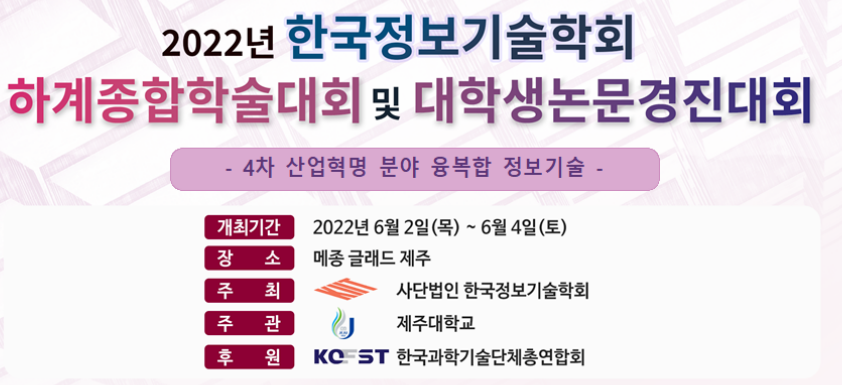 2022년 한국정보기술학회
하계종합학술대회 및 대학생논문경진대회
- 4차 산업혁명 분야 융복합 정보기술 -
개최기간 2022년 6월 2일(목) ~ 6월 4일(토)
장 소 메종 글래드 제주
주 최 사단법인 한국정보기술학회
주 관 제주대학교
후 원 KOFST 한국과학기술단체총연합회